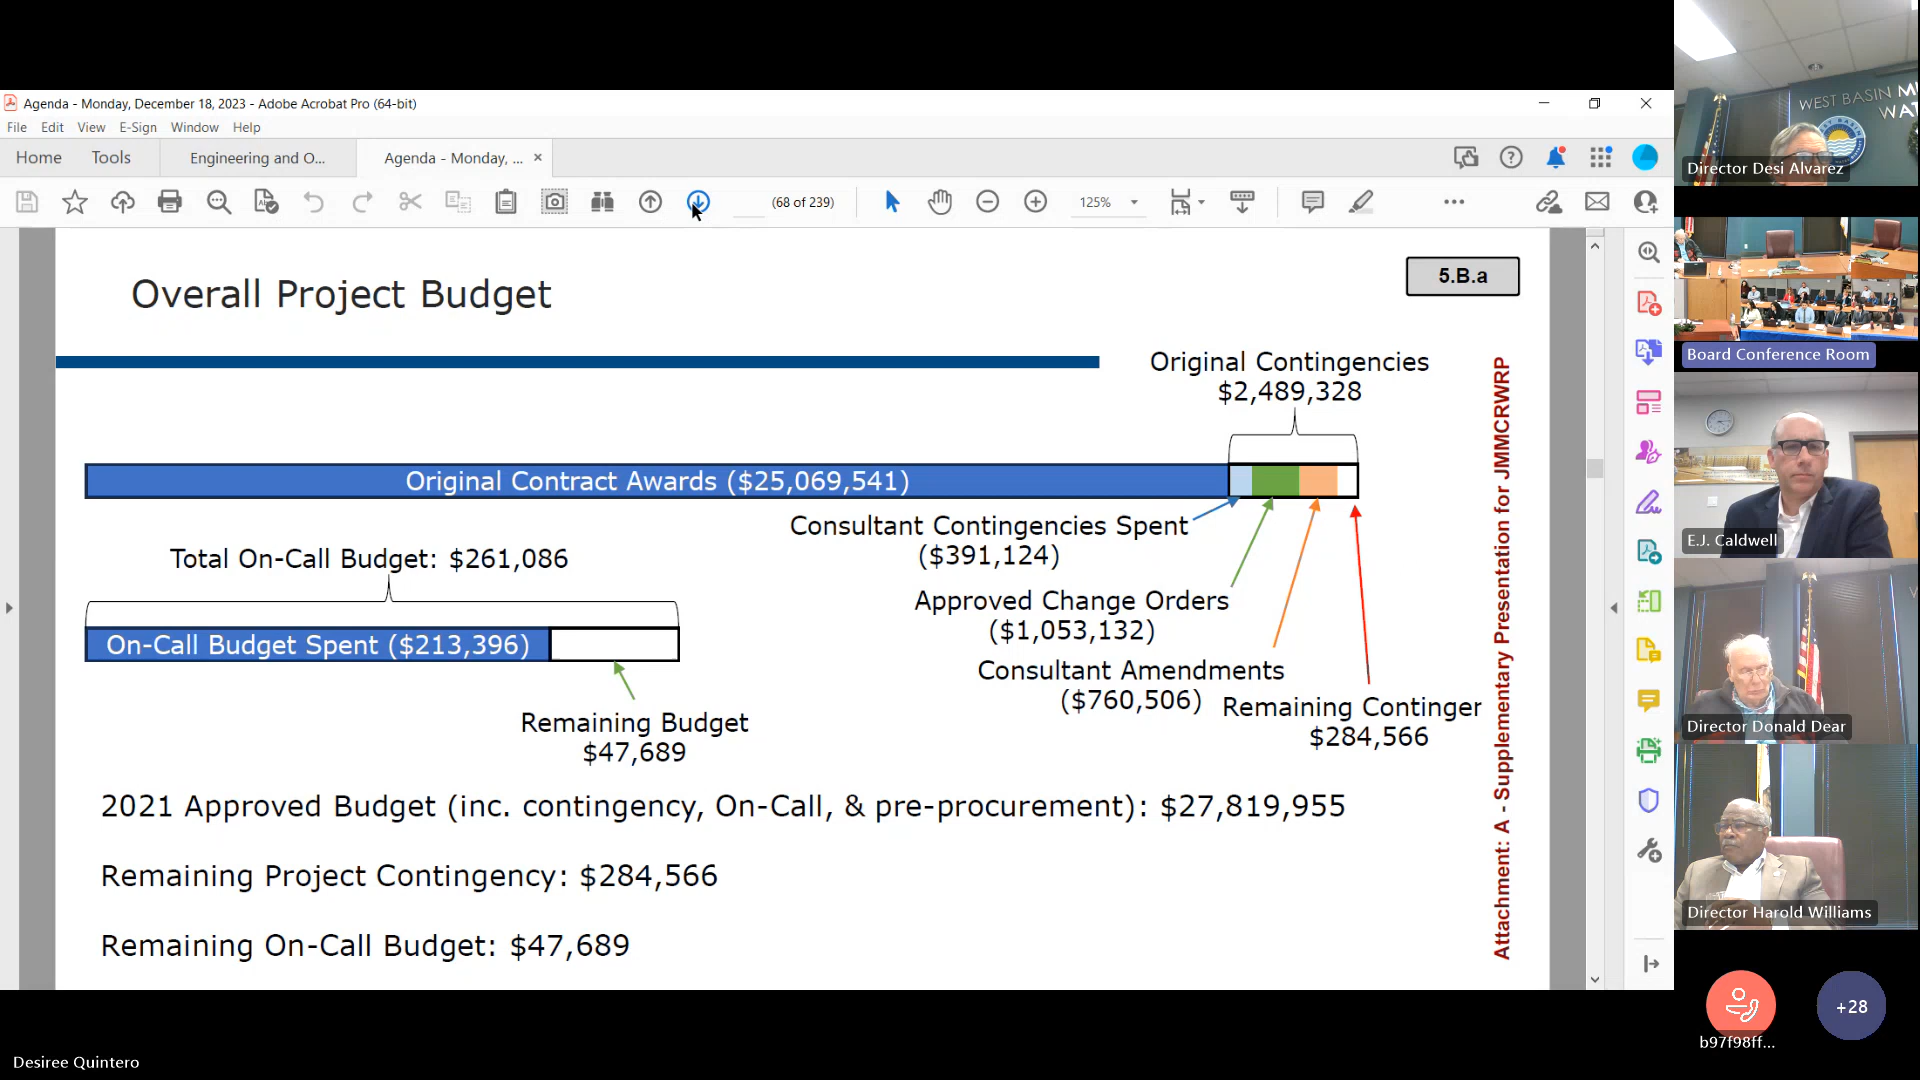 Agenda - Monday, December 18, 2023 - Adobe Acrobat Pro (64-bit)
File Edit View E-Sign Window Help
Home Tools Engineering and O... Agenda - Monday, ... ×
(68 of 239) 125%
Overall Project Budget
5.B.a
Original Contingencies
$2,489,328
Original Contract Awards ($25,069,541)
Consultant Contingencies Spent
($391,124)
Total On-Call Budget: $261,086
Approved Change Orders
($1,053,132)
On-Call Budget Spent ($213,396)
Consultant Amendments
($760,506)
Remaining Continger
$284,566
Remaining Budget
$47,689
2021 Approved Budget (inc. contingency, On-Call, & pre-procurement): $27,819,955
Remaining Project Contingency: $284,566
Remaining On-Call Budget: $47,689
Attachment: A - Supplementary Presentation for JMMCRWRP
WEST BASIN M
WAT
Director Desi Alvarez
Board Conference Room
E.J. Caldwell
Director Donald Dear
Director Harold Williams
b97f98ff...
+28
Desiree Quintero